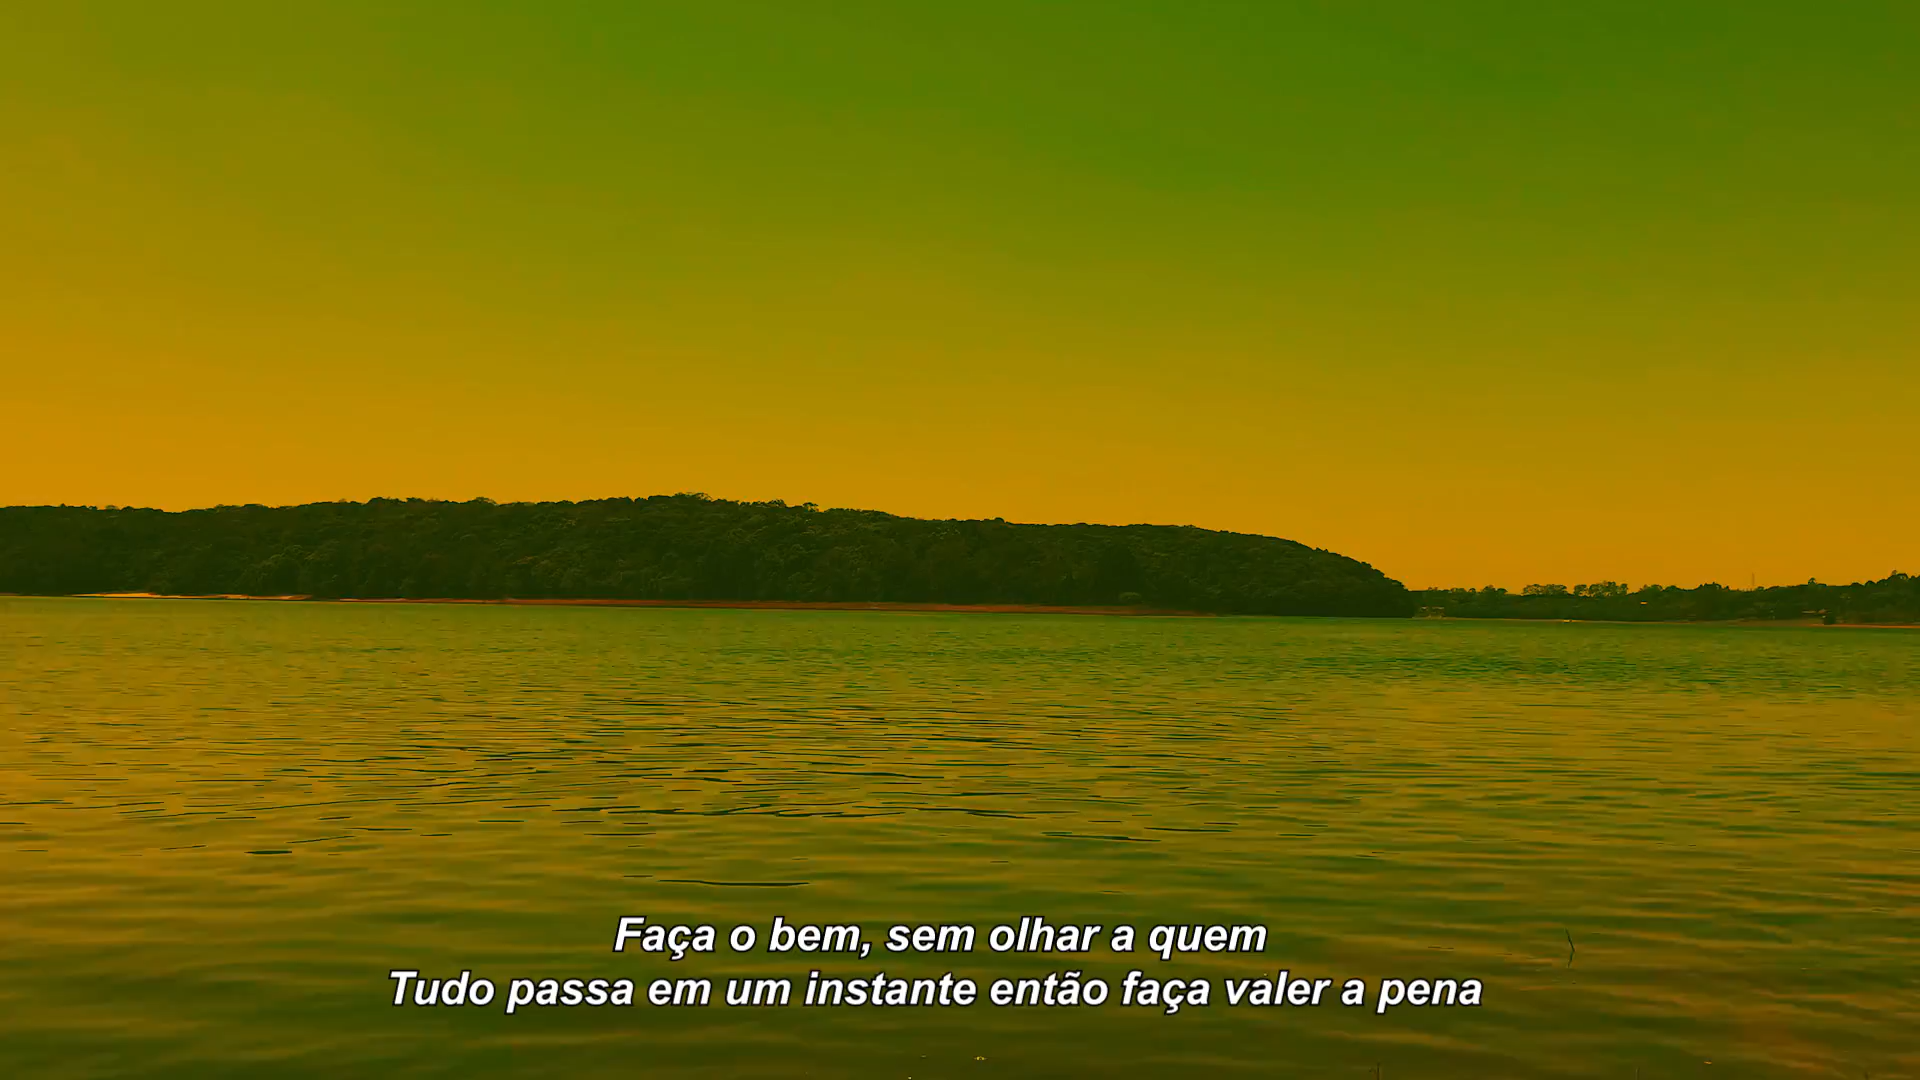 Faça o bem, sem olhar a quem
Tudo passa em um instante então faça valer a pena